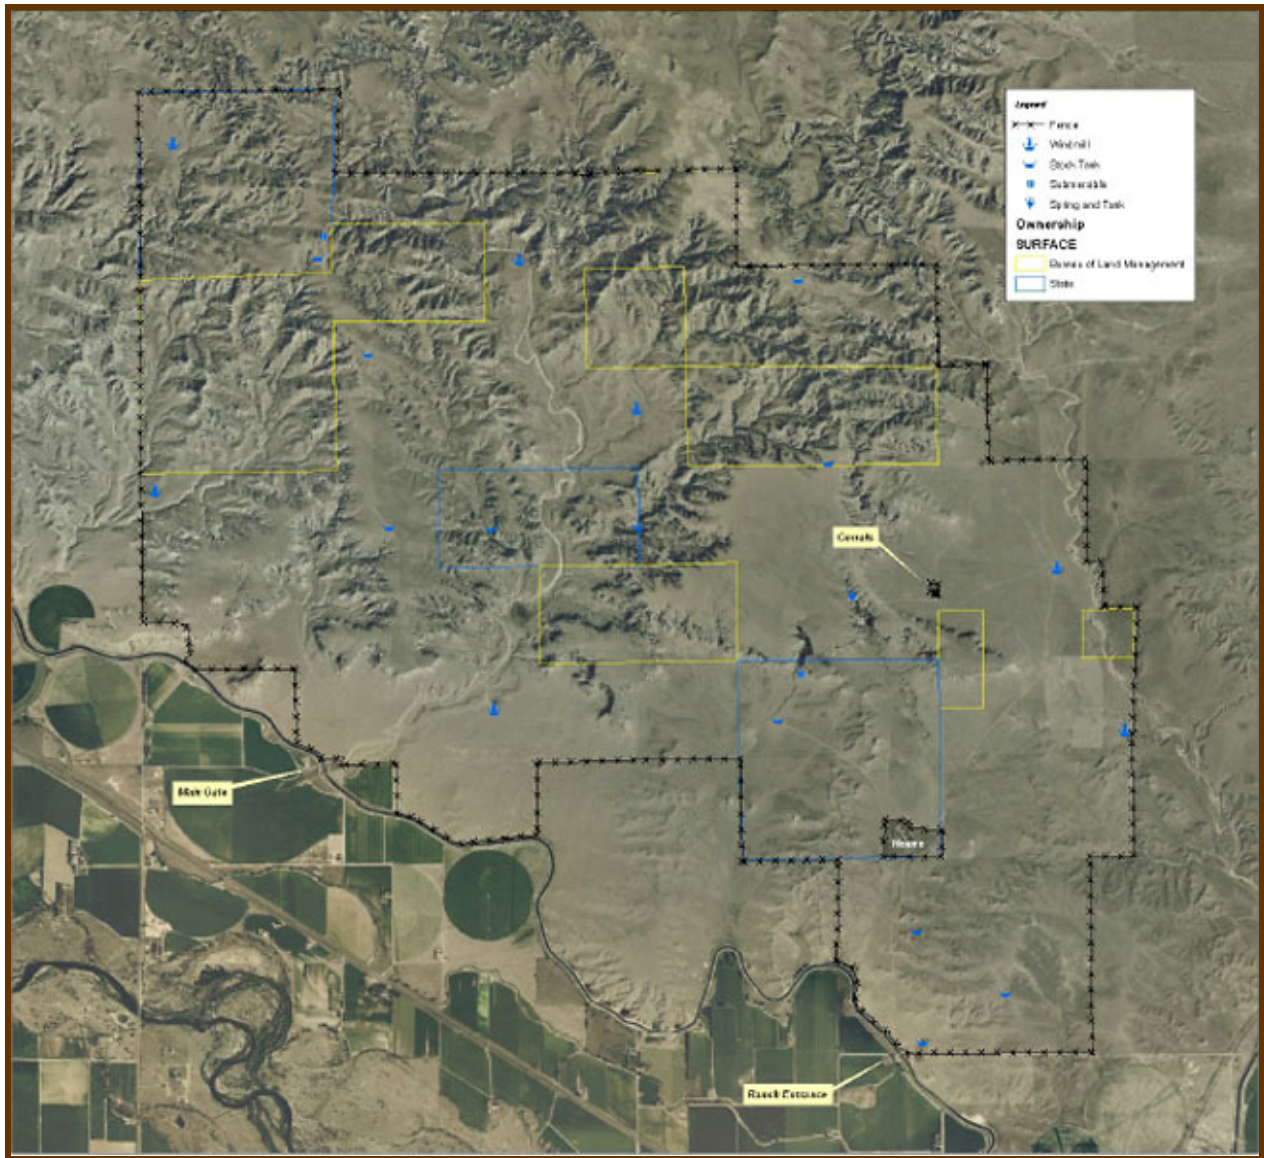 Legend
Fence
Windmill
Stock Tank
Submersible
Spring and Tank
Ownership
SURFACE
Bureau of Land Management
State
Corrals
Main Gate
House
Ranch Entrance